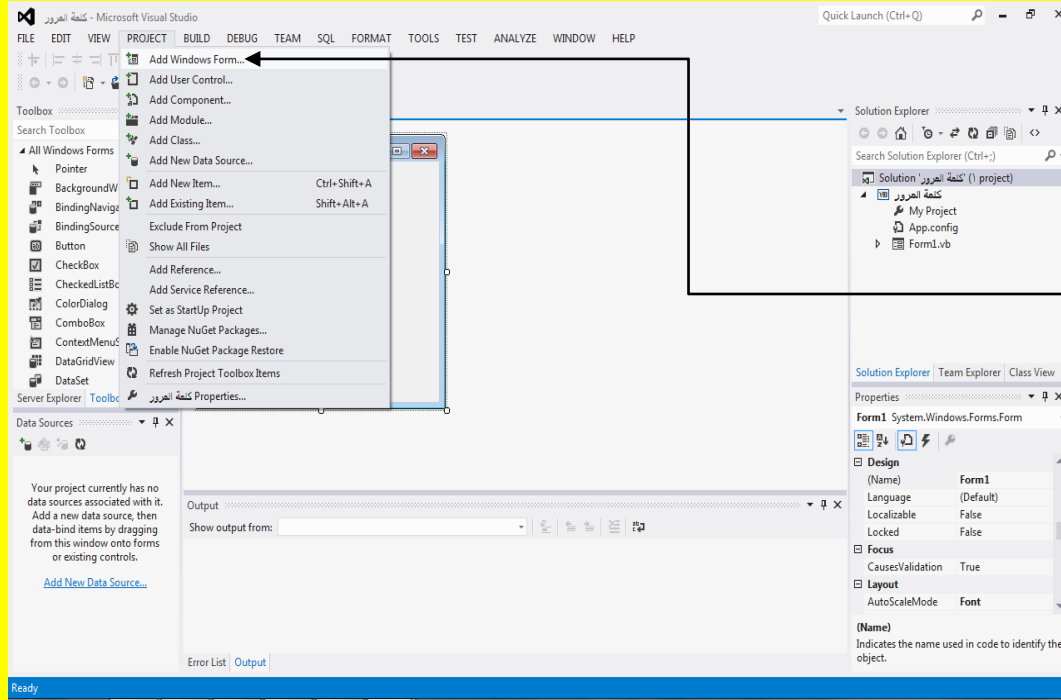 كلمة المرور - Microsoft Visual Studio
Quick Launch (Ctrl+Q)
FILE EDIT VIEW PROJECT BUILD DEBUG TEAM SQL FORMAT TOOLS TEST ANALYZE WINDOW HELP
Add Windows Form...
Add User Control...
Add Component...
Add Module...
Add Class...
Add New Data Source...
Add New Item... Ctrl+Shift+A
Add Existing Item... Shift+Alt+A
Exclude From Project
Show All Files
Add Reference...
Add Service Reference...
Set as StartUp Project
Manage NuGet Packages...
Enable NuGet Package Restore
Refresh Project Toolbox Items
كلمة المرور Properties...
Toolbox
Search Toolbox
All Windows Forms
Pointer
BackgroundW
BindingNaviga
BindingSource
Button
CheckBox
CheckedListBo
ColorDialog
ComboBox
ContextMenuS
DataGridView
DataSet
Server Explorer Toolbo
Data Sources
Your project currently has no
data sources associated with it.
Add a new data source, then
data-bind items by dragging
from this window onto forms
or existing controls.
Add New Data Source...
Output
Show output from:
Error List Output
Solution Explorer
Search Solution Explorer (Ctrl+;)
Solution 'كلمة المرور' (١ project)
كلمة المرور
My Project
App.config
Form1.vb
Solution Explorer Team Explorer Class View
Properties
Form1 System.Windows.Forms.Form
Design
(Name) Form1
Language (Default)
Localizable False
Locked False
Focus
CausesValidation True
Layout
AutoScaleMode Font
(Name)
Indicates the name used in code to identify the
object.
Ready